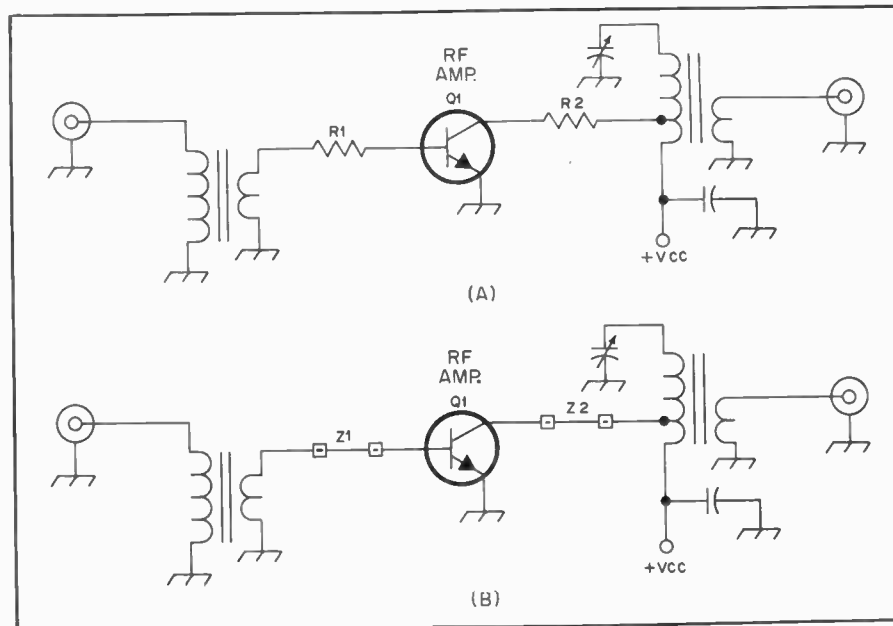 RF
AMP.
Q1
R1
R2
+VCC
(A)
RF
AMP.
Q1
Z1
Z2
+VCC
(B)